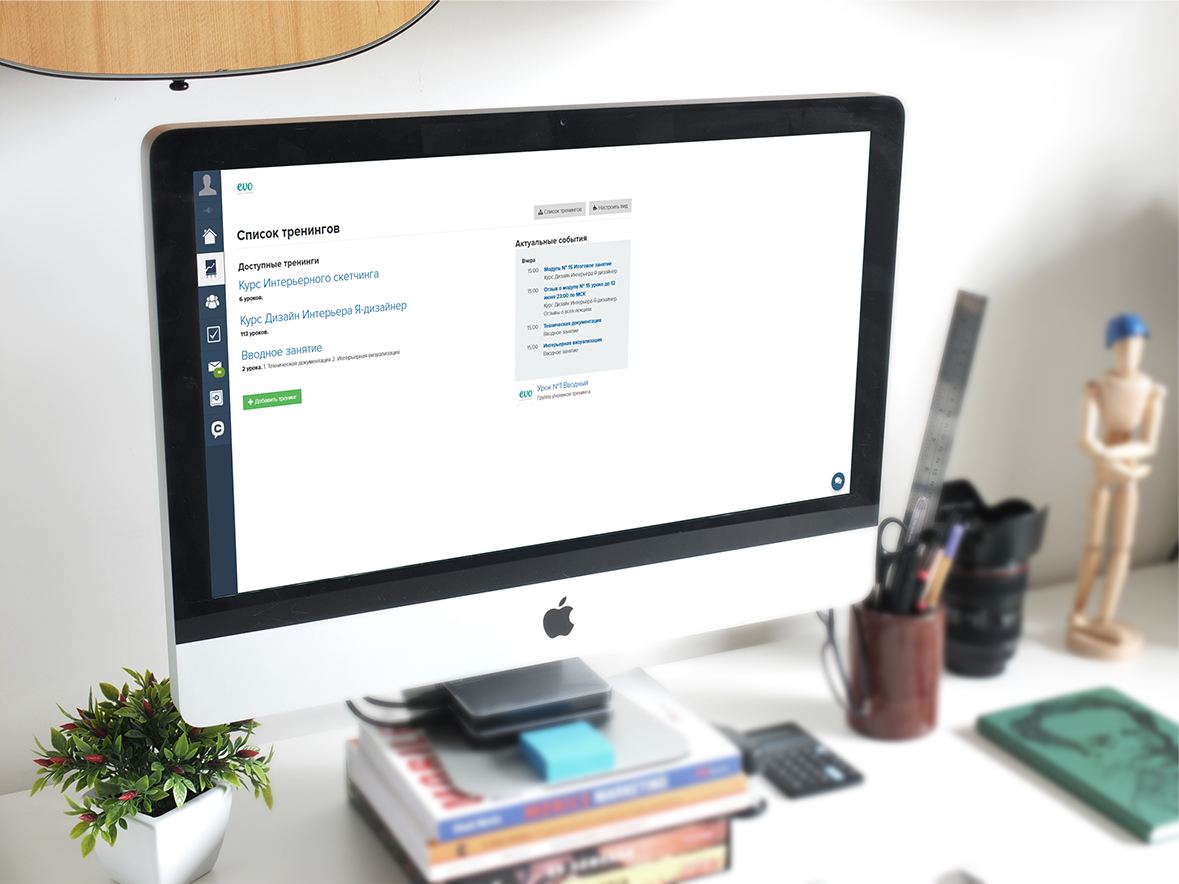 evo
Список тренингов
Настроить вид
Список тренингов
Доступные тренинги
Курс Интерьерного скетчинга
6 уроков.
Курс Дизайн Интерьера Я-дизайнер
113 уроков.
Вводное занятие
2 урока. 1. Техническая документация 2. Интерьерная визуализация
Добавить тренинг
Актуальные события
Вчера
15:00 Модуль № 15 Итоговое занятие
Курс Дизайн Интерьера Я-дизайнер
15:00 Отзыв о модуле № 15 урока до 12
июня 23:00 по МСК
Курс Дизайн Интерьера Я-дизайнер.
Отзывы о всех лекциях
15:00 Техническая документация
Вводное занятие
15:00 Интерьерная визуализация
Вводное занятие
evo
Урок №1 Вводный
Группа учеников тренинга
MOBILE MARKETING